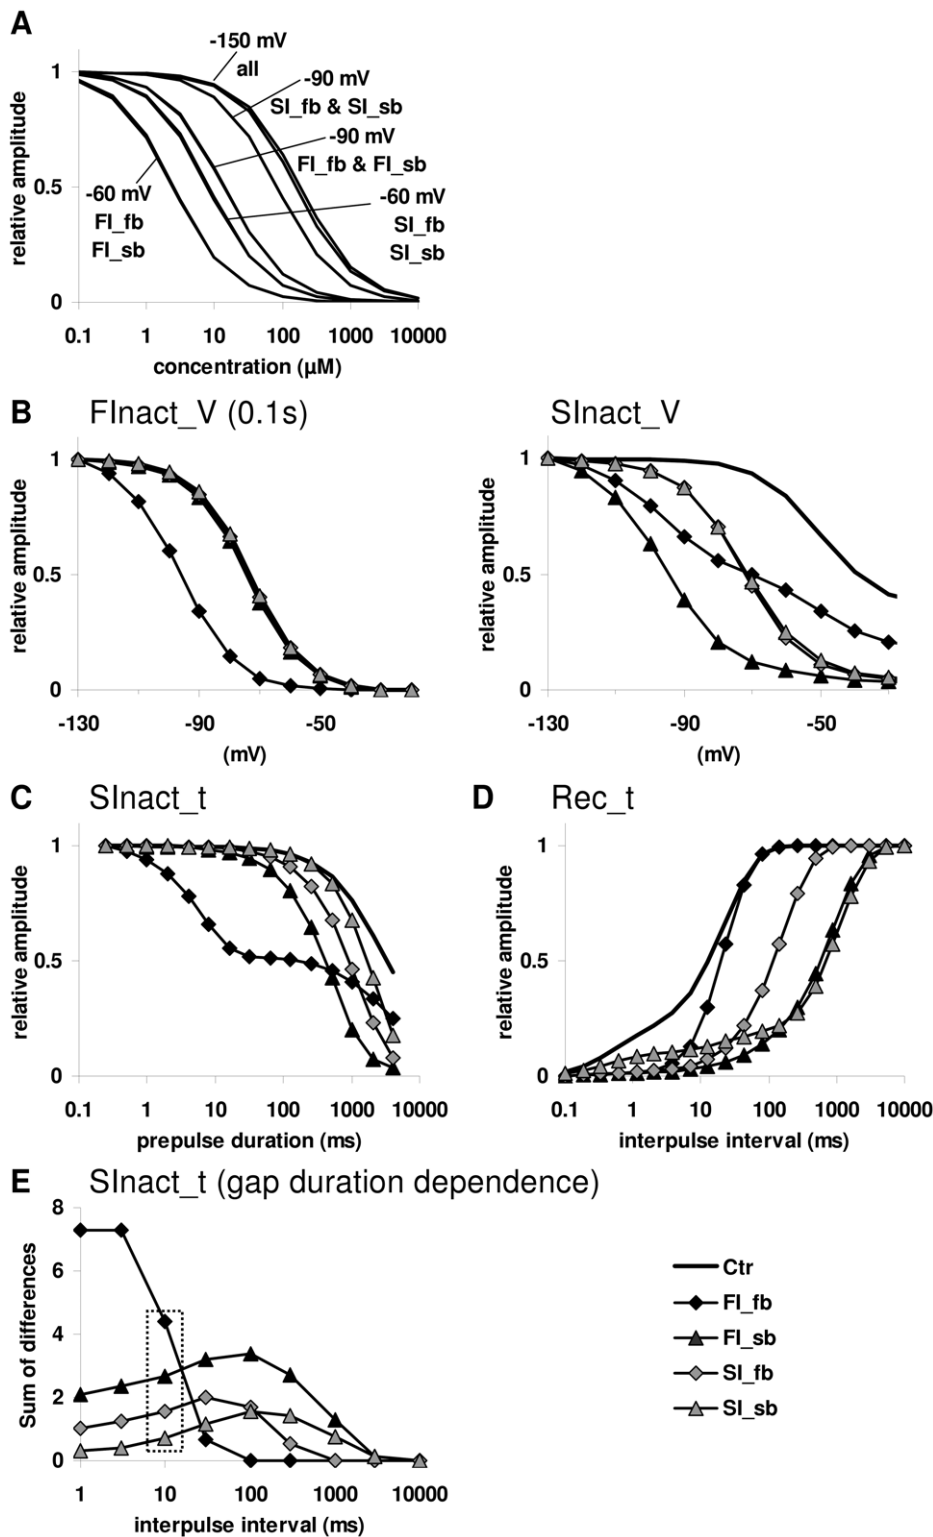 A
-150 mV
all
-90 mV
SI_fb & SI_sb
-90 mV
FI_fb & FI_sb
-60 mV
FI_fb
FI_sb
-60 mV
SI_fb
SI_sb
relative amplitude
1
0.5
0
0.1 1 10 100 1000 10000
concentration (µM)
B FInact_V (0.1s)
relative amplitude
1
0.5
0
-130 -90 -50
(mV)
SInact_V
relative amplitude
1
0.5
0
-130 -90 -50
(mV)
C SInact_t
relative amplitude
1
0.5
0
0.1 1 10 100 1000 10000
prepulse duration (ms)
D Rec_t
relative amplitude
1
0.5
0
0.1 1 10 100 1000 10000
interpulse interval (ms)
E SInact_t (gap duration dependence)
Sum of differences
8
6
4
2
0
1 10 100 1000 10000
interpulse interval (ms)
Ctr
FI_fb
FI_sb
SI_fb
SI_sb